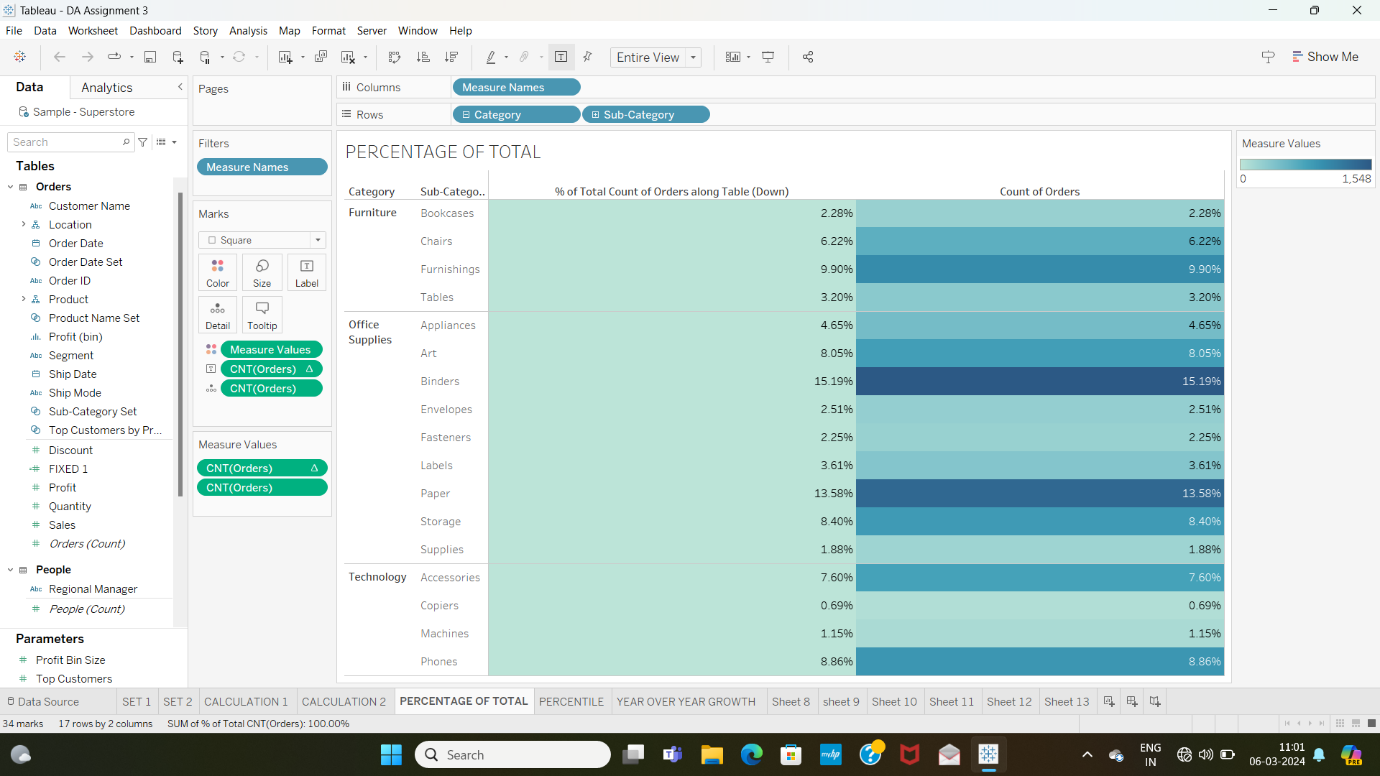 Tableau - DA Assignment 3
File Data Worksheet Dashboard Story Analysis Map Format Server Window Help
Entire View
Show Me
Data Analytics
Sample - Superstore
Search
Tables
Orders
Abc Customer Name
Location
Order Date
Order Date Set
Abc Order ID
Product
Product Name Set
Profit (bin)
Abc Segment
Ship Date
Abc Ship Mode
Sub-Category Set
Top Customers by Pr...
# Discount
=# FIXED 1
# Profit
# Quantity
# Sales
# Orders (Count)
People
Abc Regional Manager
# People (Count)
Parameters
# Profit Bin Size
# Top Customers
Pages
Filters
Measure Names
Marks
Square
Color Size Label
Detail Tooltip
Measure Values
CNT(Orders) Δ
CNT(Orders)
Measure Values
CNT(Orders) Δ
CNT(Orders)
Columns Measure Names
Rows Category Sub-Category
PERCENTAGE OF TOTAL
Category Sub-Catego.. % of Total Count of Orders along Table (Down) Count of Orders
Furniture Bookcases 2.28% 2.28%
Chairs 6.22% 6.22%
Furnishings 9.90% 9.90%
Tables 3.20% 3.20%
Office Supplies Appliances 4.65% 4.65%
Art 8.05% 8.05%
Binders 15.19% 15.19%
Envelopes 2.51% 2.51%
Fasteners 2.25% 2.25%
Labels 3.61% 3.61%
Paper 13.58% 13.58%
Storage 8.40% 8.40%
Supplies 1.88% 1.88%
Technology Accessories 7.60% 7.60%
Copiers 0.69% 0.69%
Machines 1.15% 1.15%
Phones 8.86% 8.86%
Measure Values
0 1,548
Data Source SET 1 SET 2 CALCULATION 1 CALCULATION 2 PERCENTAGE OF TOTAL PERCENTILE YEAR OVER YEAR GROWTH Sheet 8 sheet 9 Sheet 10 Sheet 11 Sheet 12 Sheet 13
34 marks 17 rows by 2 columns SUM of % of Total CNT(Orders): 100.00%
Search
myhp
ENG
IN
11:01
06-03-2024
PRE